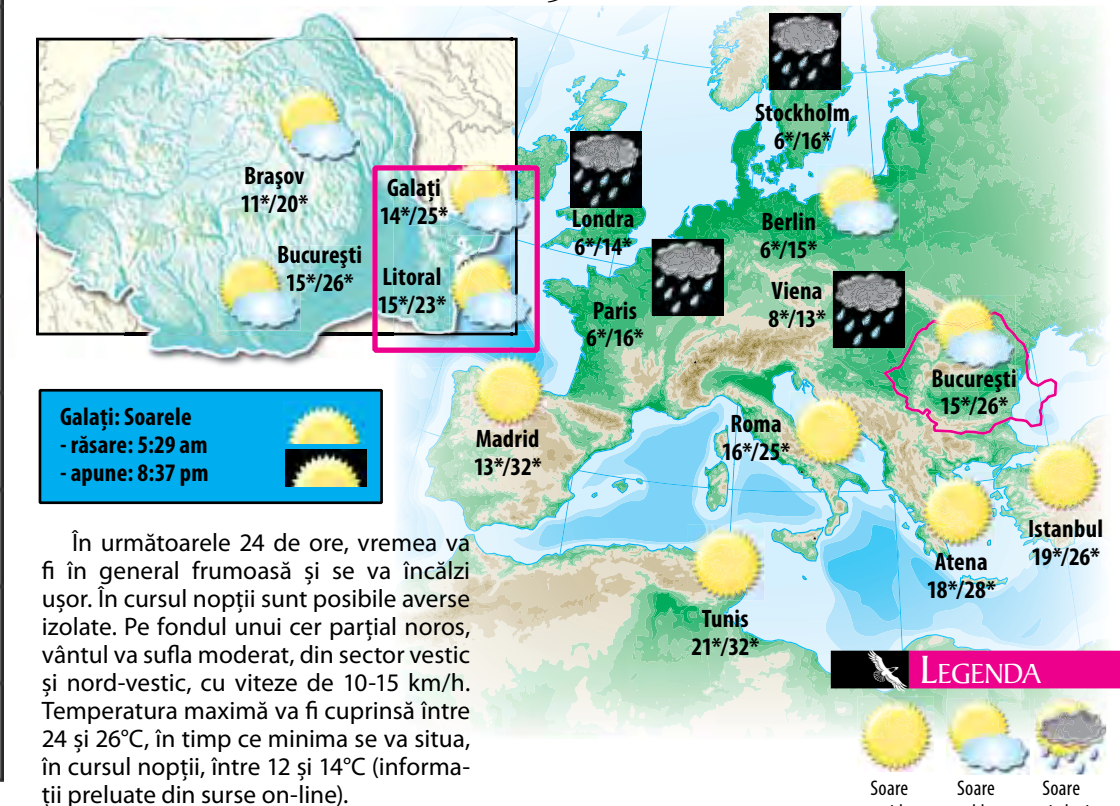 Braşov
11*/20*
Galaţi
14*/25*
Bucureşti
15*/26*
Litoral
15*/23*
Stockholm
6*/16*
Londra
6*/14*
Berlin
6*/15*
Paris
6*/16*
Viena
8*/13*
Bucureşti
15*/26*
Madrid
13*/32*
Roma
16*/25*
Istanbul
19*/26*
Atena
18*/28*
Tunis
21*/32*
Galaţi: Soarele
- răsare: 5:29 am
- apune: 8:37 pm
În următoarele 24 de ore, vremea va
fi în general frumoasă și se va încălzi
ușor. În cursul nopții sunt posibile averse
izolate. Pe fondul unui cer parțial noros,
vântul va sufla moderat, din sector vestic
și nord-vestic, cu viteze de 10-15 km/h.
Temperatura maximă va fi cuprinsă între
24 și 26°C, în timp ce minima se va situa,
în cursul nopții, între 12 și 14°C (informa-
ții preluate din surse on-line).
LEGENDA
Soare
Soare
Soare